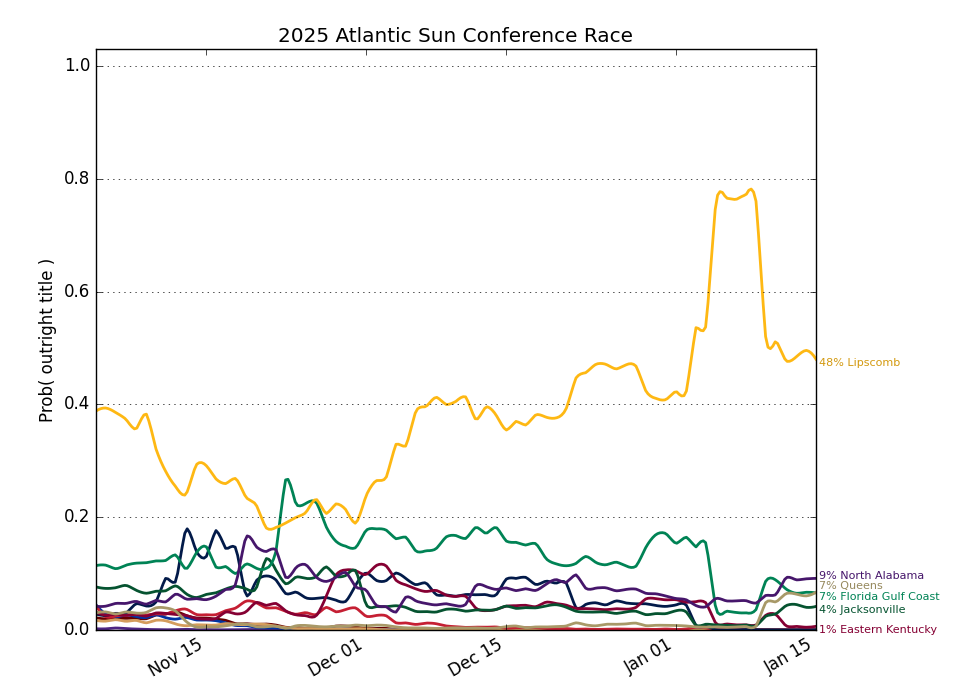 2025 Atlantic Sun Conference Race
Prob( outright title )
1.0
0.8
0.6
0.4
0.2
0.0
48% Lipscomb
9% North Alabama
7% Queens
7% Florida Gulf Coast
4% Jacksonville
1% Eastern Kentucky
Nov 15
Dec 01
Dec 15
Jan 01
Jan 15